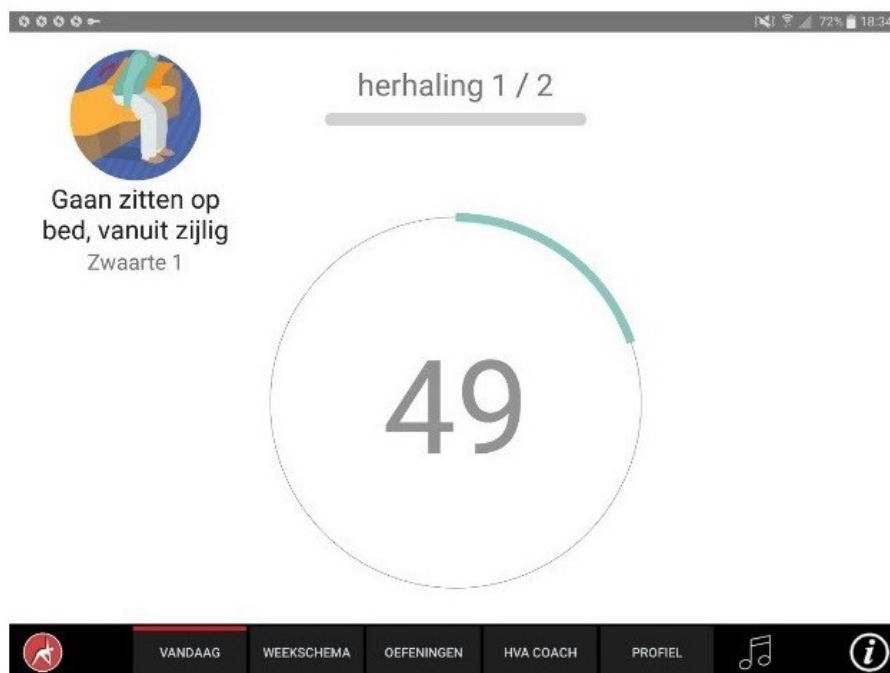 72% 18:34
herhaling 1 / 2
Gaan zitten op
bed, vanuit zijlig
Zwaarte 1
49
VANDAAG
WEEKSCHEMA
OEFENINGEN
HVA COACH
PROFIEL
i